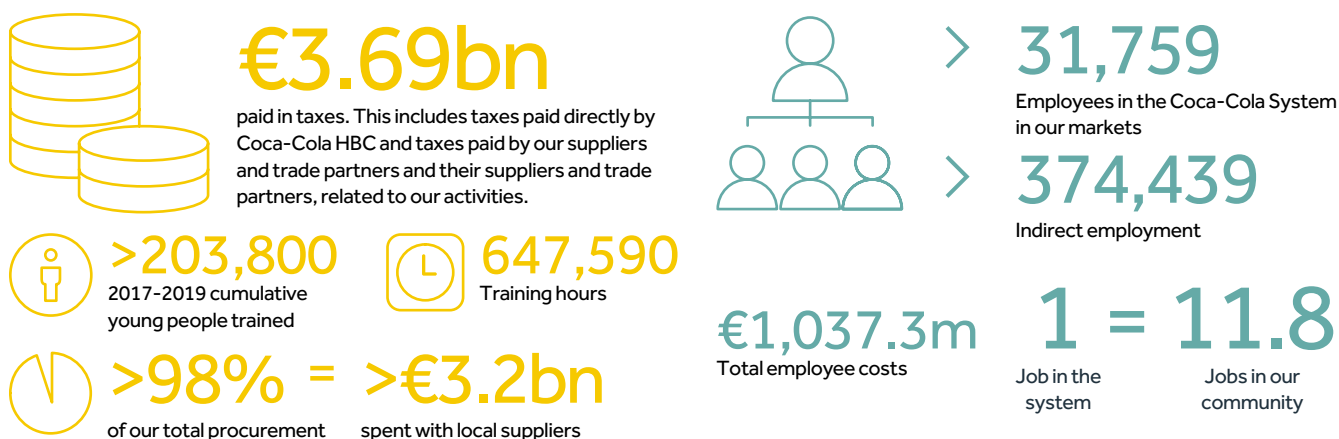 €3.69bn
paid in taxes. This includes taxes paid directly by
Coca-Cola HBC and taxes paid by our suppliers
and trade partners and their suppliers and trade
partners, related to our activities.
>203,800
2017-2019 cumulative
young people trained
647,590
Training hours
>98% = >€3.2bn
of our total procurement spent with local suppliers
> 31,759
Employees in the Coca-Cola System
in our markets
> 374,439
Indirect employment
€1,037.3m
Total employee costs
1 = 11.8
Job in the Jobs in our
system community